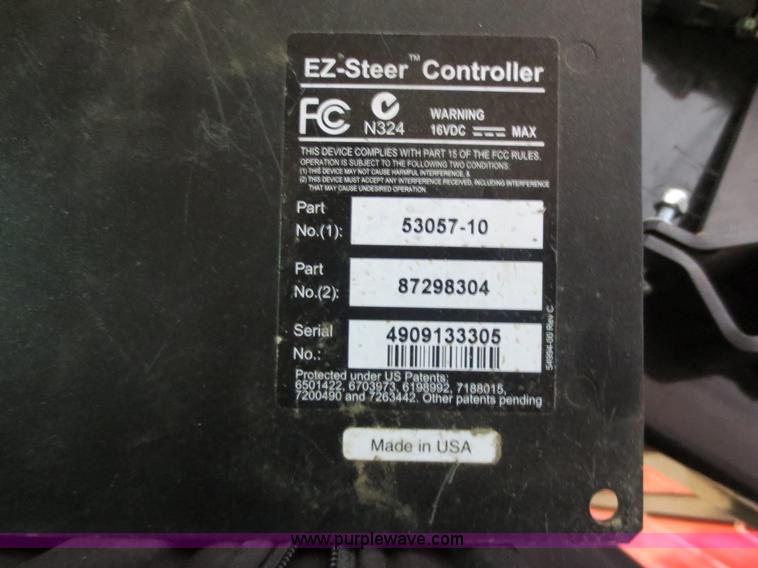 EZ-Steer™ Controller
FC N324 WARNING
16VDC MAX
THIS DEVICE COMPLIES WITH PART 15 OF THE FCC RULES.
OPERATION IS SUBJECT TO THE FOLLOWING TWO CONDITIONS:
(1) THIS DEVICE MAY NOT CAUSE HARMFUL INTERFERENCE, &
(2) THIS DEVICE MUST ACCEPT ANY INTERFERENCE RECEIVED, INCLUDING INTERFERENCE
THAT MAY CAUSE UNDESIRED OPERATION.
Part
No.(1): 53057-10
Part
No.(2): 87298304
Serial
No.: 4909133305
54994-00 Rev C
Protected under US Patents:
6501422, 6703973, 6198992, 7188015,
7200490 and 7263442. Other patents pending
Made in USA
www.purplewave.com